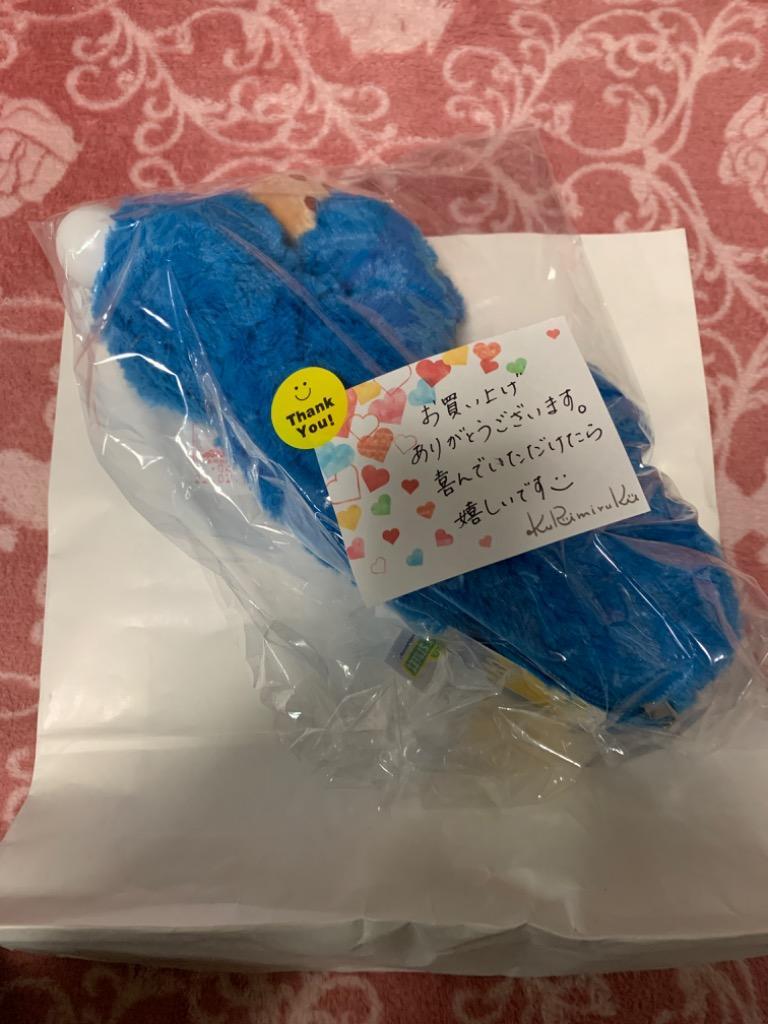 Thank
You!
お買い上げ
ありがとうございます。
喜んでいただけたら
嬉しいです
KuRimiruKu